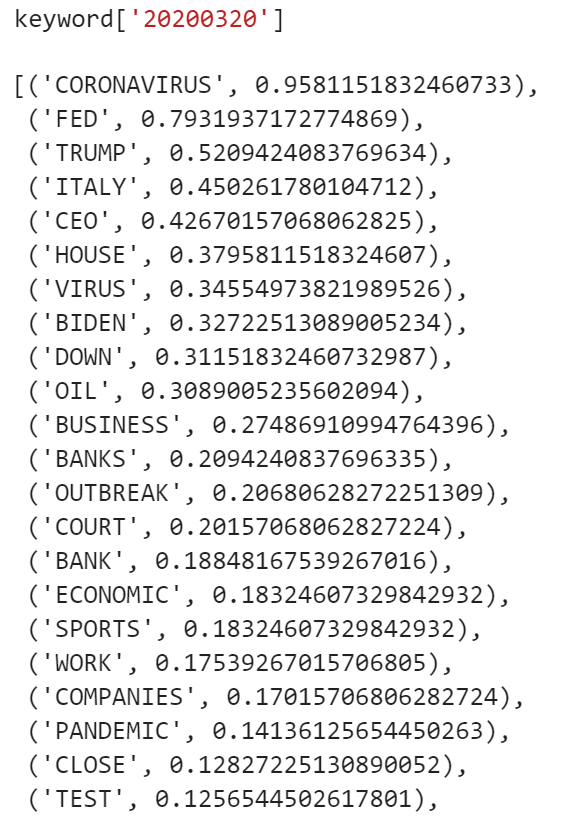 keyword['20200320']
[('CORONAVIRUS', 0.9581151832460733),
('FED', 0.7931937172774869),
('TRUMP', 0.5209424083769634),
('ITALY', 0.450261780104712),
('CEO', 0.42670157068062825),
('HOUSE', 0.3795811518324607),
('VIRUS', 0.34554973821989526),
('BIDEN', 0.32722513089005234),
('DOWN', 0.31151832460732987),
('OIL', 0.3089005235602094),
('BUSINESS', 0.27486910994764396),
('BANKS', 0.2094240837696335),
('OUTBREAK', 0.20680628272251309),
('COURT', 0.20157068062827224),
('BANK', 0.18848167539267016),
('ECONOMIC', 0.18324607329842932),
('SPORTS', 0.18324607329842932),
('WORK', 0.17539267015706805),
('COMPANIES', 0.17015706806282724),
('PANDEMIC', 0.14136125654450263),
('CLOSE', 0.12827225130890052),
('TEST', 0.1256544502617801),